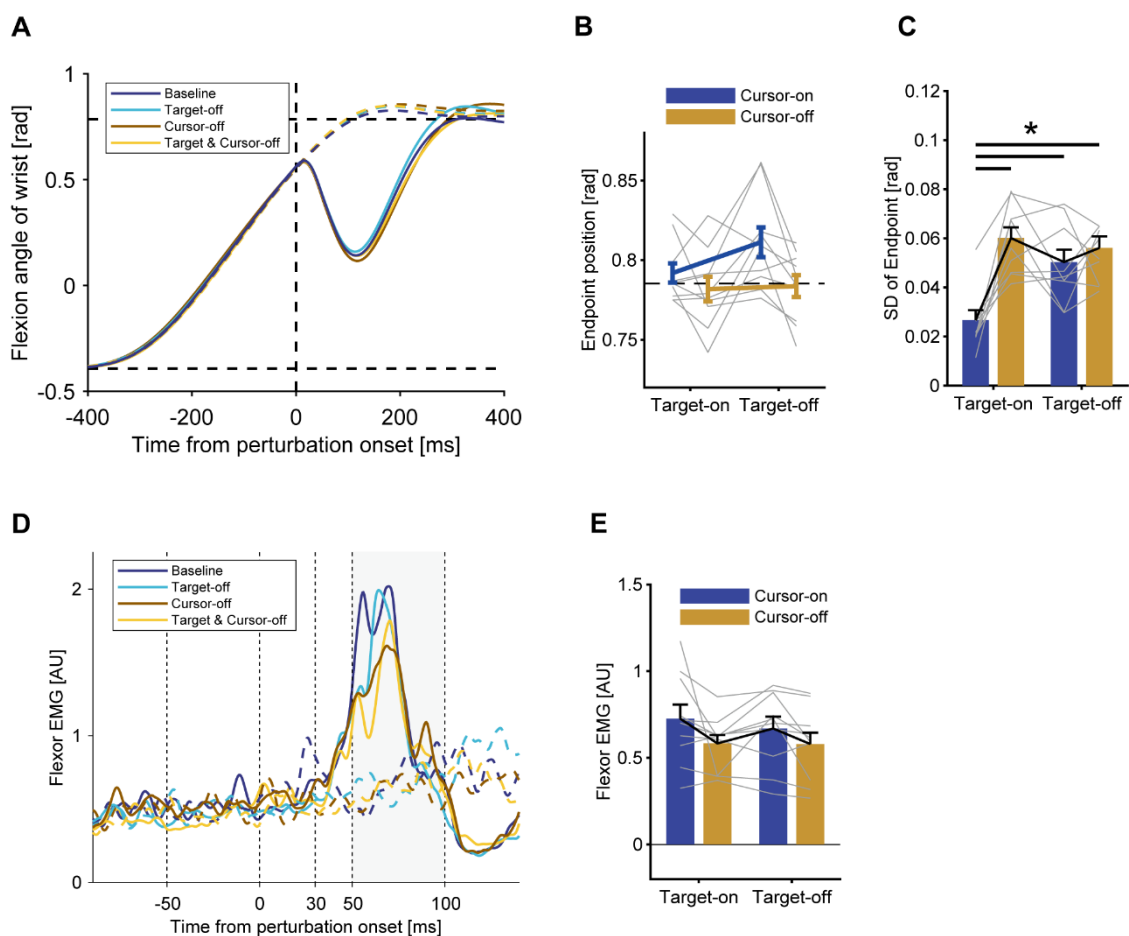 A
Flexion angle of wrist [rad]
1
0.5
0
-0.5
Baseline
Target-off
Cursor-off
Target & Cursor-off
-400
-200
0
200
400
Time from perturbation onset [ms]
B
Cursor-on
Cursor-off
Endpoint position [rad]
0.85
0.8
0.75
Target-on
Target-off
C
Cursor-on
Cursor-off
SD of Endpoint [rad]
0.12
0.1
0.08
0.06
0.04
0.02
0
*
Target-on
Target-off
D
Flexor EMG [AU]
2
1
0
Baseline
Target-off
Cursor-off
Target & Cursor-off
-50
0
30
50
100
Time from perturbation onset [ms]
E
Cursor-on
Cursor-off
Flexor EMG [AU]
1.5
1
0.5
0
Target-on
Target-off